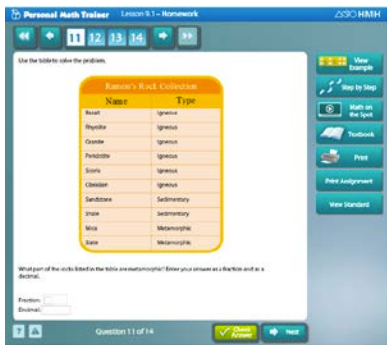 Personal Math Trainer Lesson 9.1 - Homework
HMH
11 12 13 14
Use the table to solve the problem.
Ramon's Rock Collection
Name Type
Basalt Igneous
Rhyolite Igneous
Granite Igneous
Peridotite Igneous
Scoria Igneous
Obsidian Igneous
Sandstone Sedimentary
Shale Sedimentary
Mica Metamorphic
Slate Metamorphic
What part of the rocks listed in the table are metamorphic? Enter your answer as a fraction and as a
decimal.
Fraction:
Decimal:
View
Example
Step by Step
Math on
the Spot
Textbook
Print
Print Assignment
View Standard
? A
Question 11 of 14
Check
Answer
Next